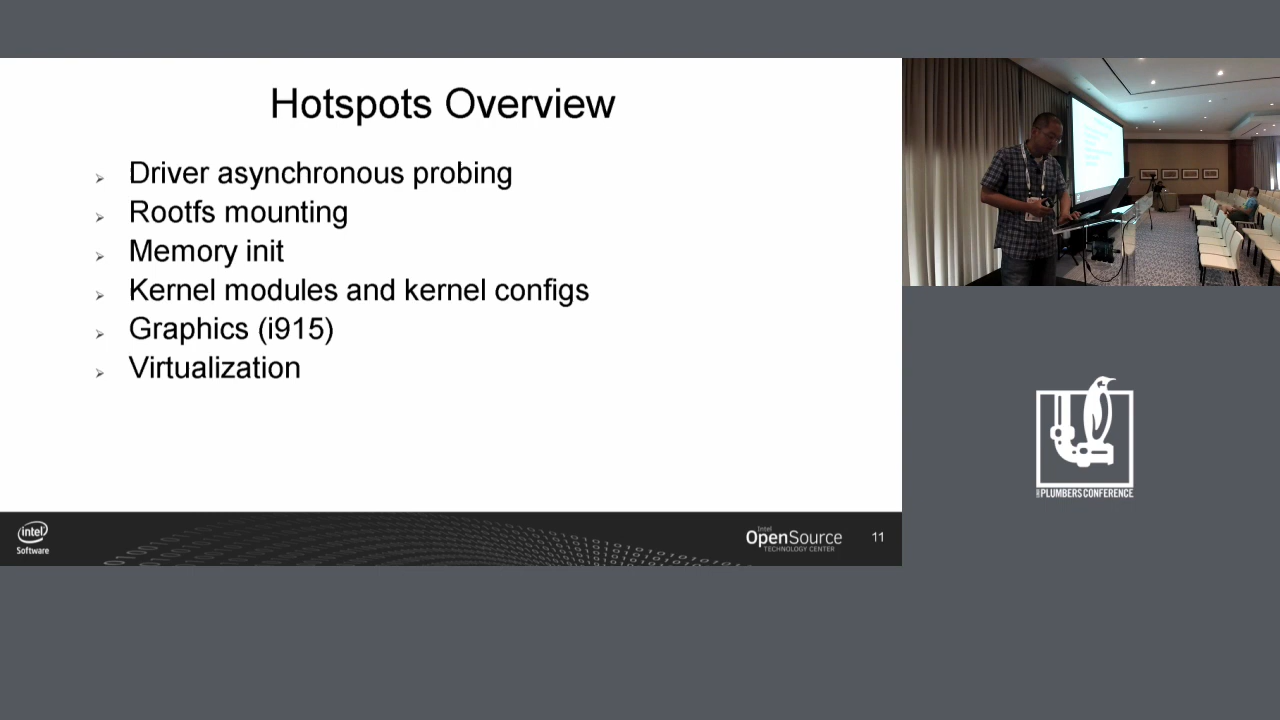 Hotspots Overview
Driver asynchronous probing
Rootfs mounting
Memory init
Kernel modules and kernel configs
Graphics (i915)
Virtualization
intel
Software
Intel
OpenSource
TECHNOLOGY CENTER
11
PLUMBERS CONFERENCE